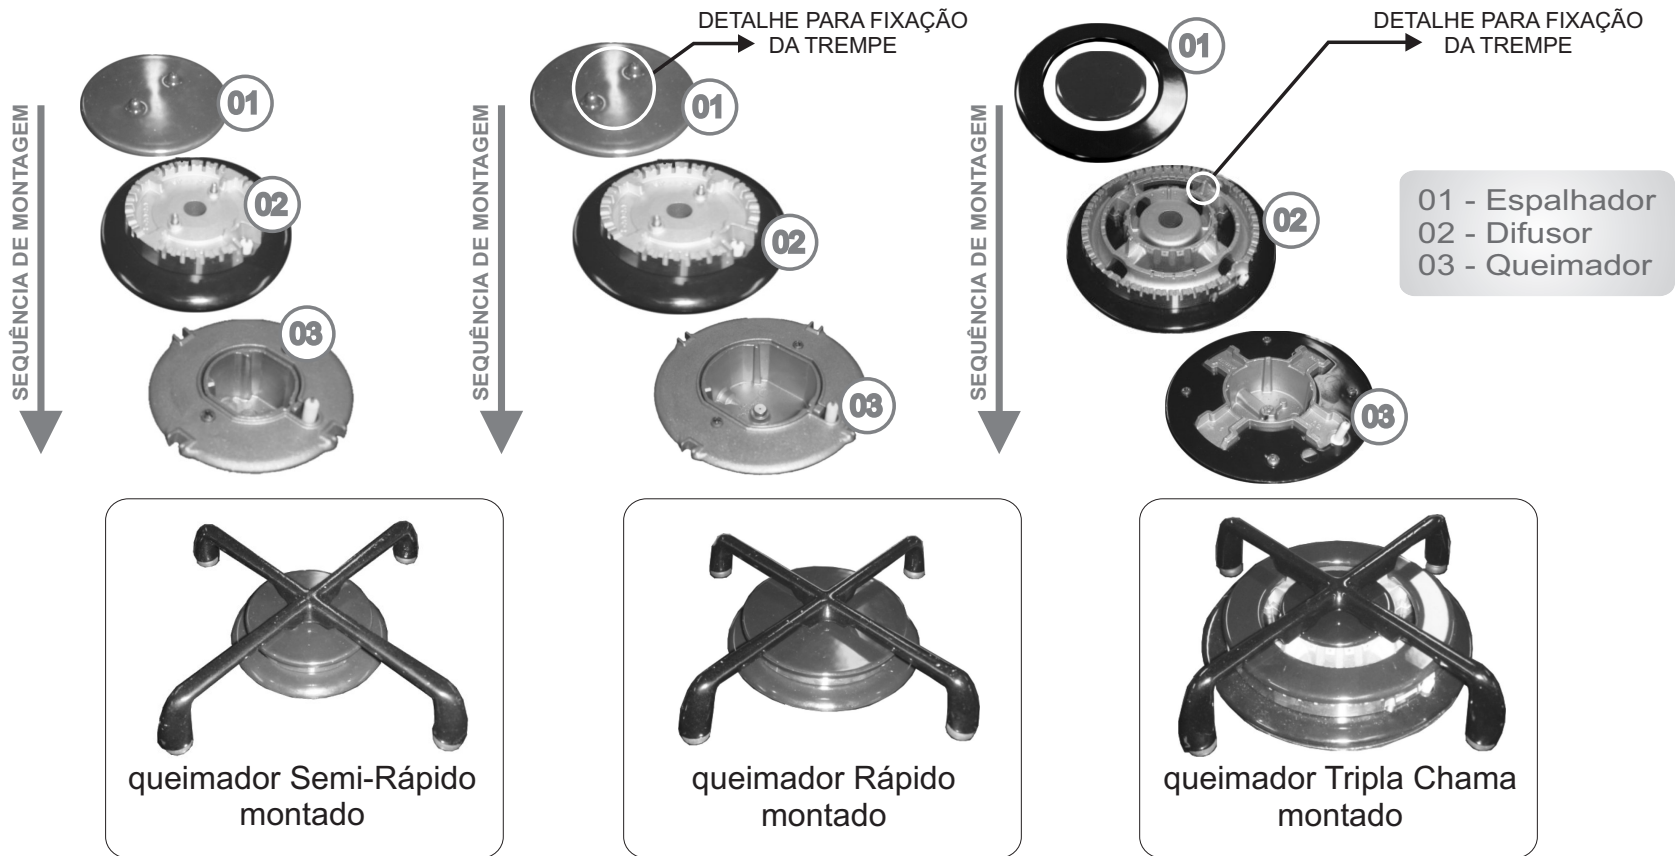 DETALHE PARA FIXAÇÃO
DA TREMPE
DETALHE PARA FIXAÇÃO
DA TREMPE
SEQUÊNCIA DE MONTAGEM
01
02
03
SEQUÊNCIA DE MONTAGEM
01
02
03
SEQUÊNCIA DE MONTAGEM
01
02
03
01 - Espalhador
02 - Difusor
03 - Queimador
queimador Semi-Rápido
montado
queimador Rápido
montado
queimador Tripla Chama
montado